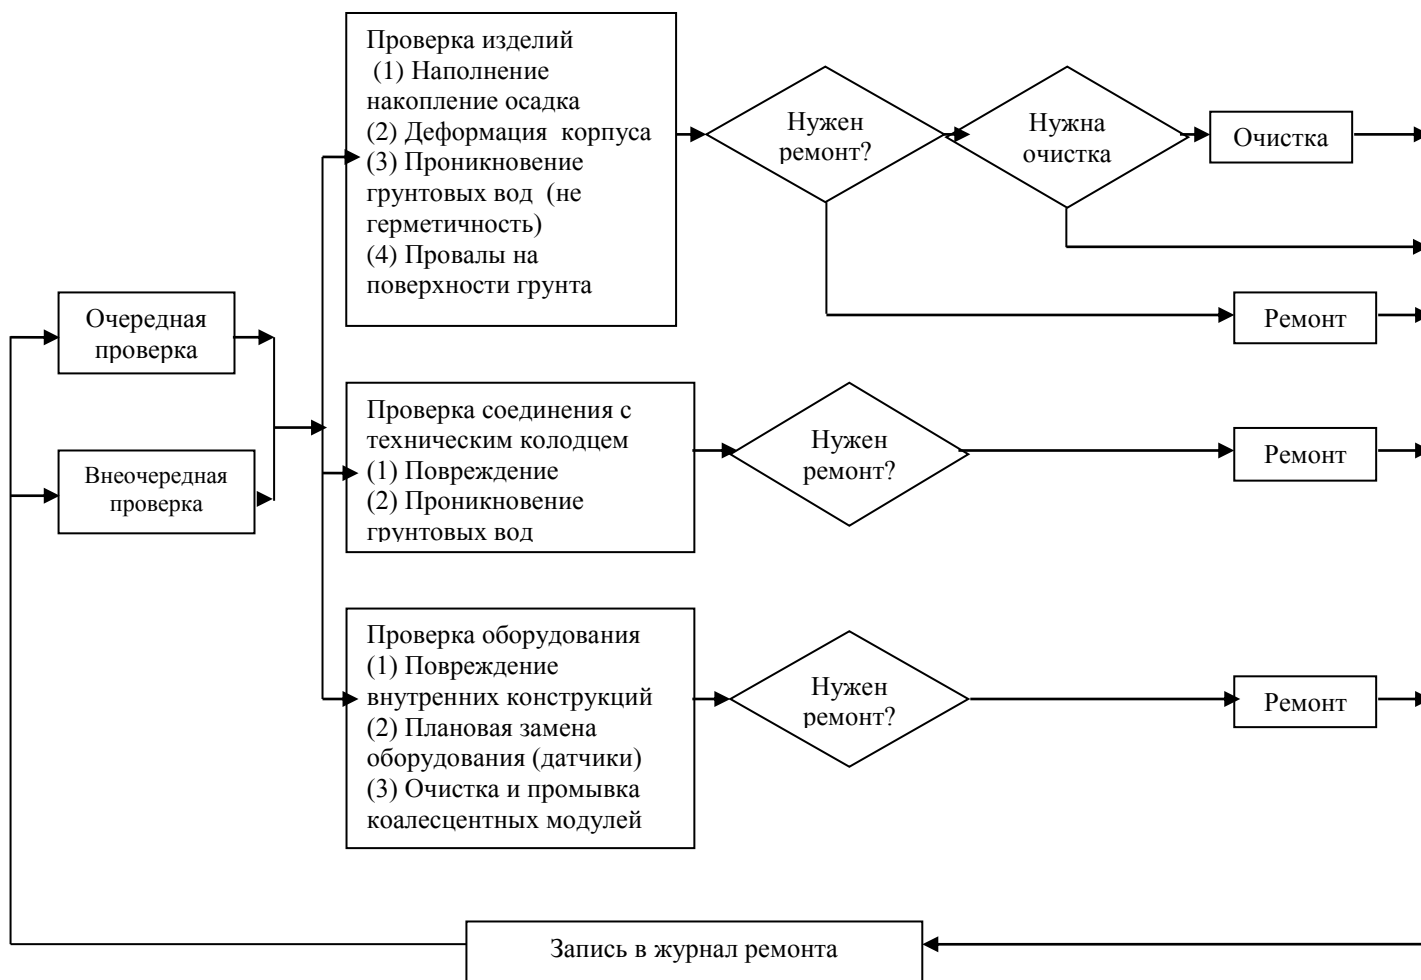 Проверка изделий
(1) Наполнение
накопление осадка
(2) Деформация корпуса
(3) Проникновение
грунтовых вод (не
герметичность)
(4) Провалы на
поверхности грунта
Нужен
ремонт?
Нужна
очистка
Очистка
Ремонт
Очередная
проверка
Внеочередная
проверка
Проверка соединения с
техническим колодцем
(1) Повреждение
(2) Проникновение
грунтовых вод
Нужен
ремонт?
Ремонт
Проверка оборудования
(1) Повреждение
внутренних конструкций
(2) Плановая замена
оборудования (датчики)
(3) Очистка и промывка
коалесцентных модулей
Нужен
ремонт?
Ремонт
Запись в журнал ремонта